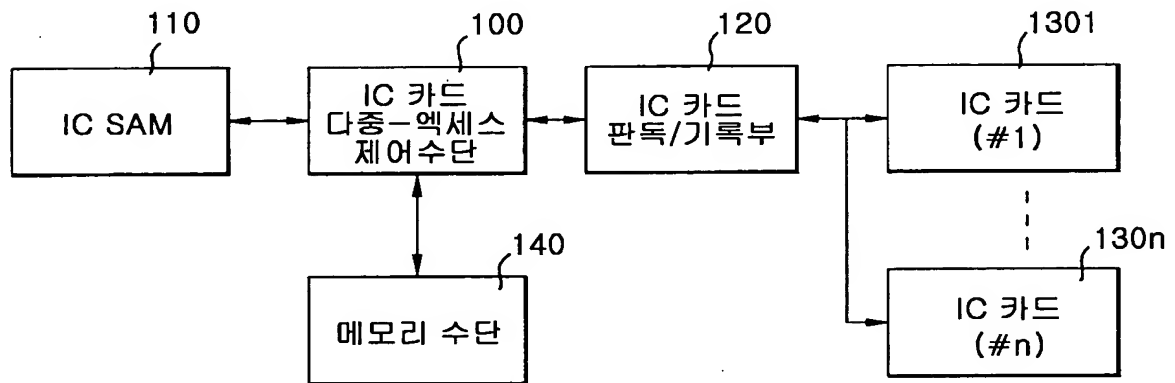 110
100
120
1301
IC SAM
IC 카드
다중-엑세스
제어수단
IC 카드
판독/기록부
IC 카드
(#1)
140
메모리 수단
130n
IC 카드
(#n)